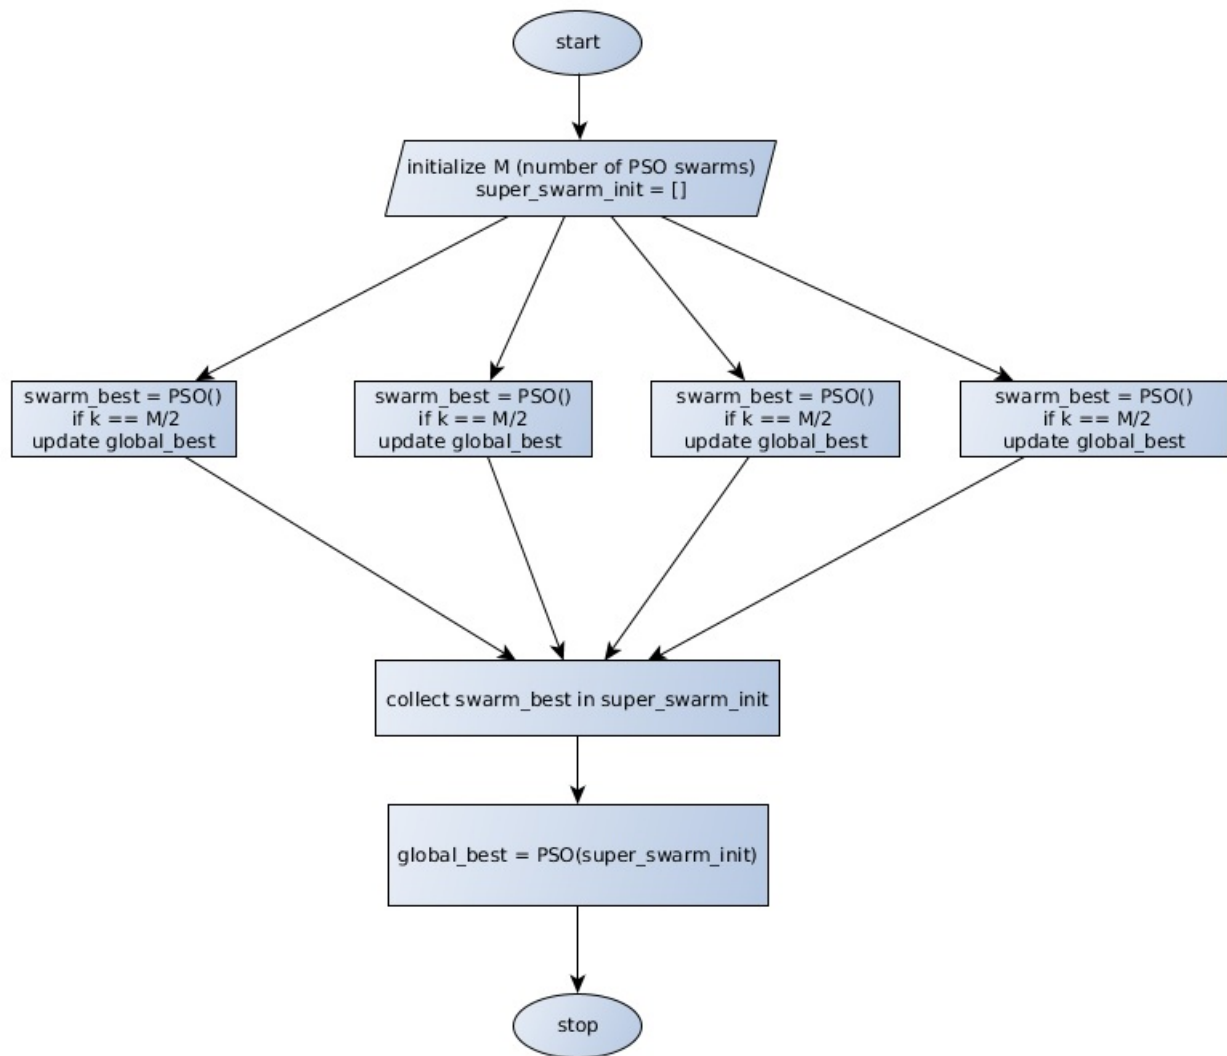 start
initialize M (number of PSO swarms)
super_swarm_init = []
swarm_best = PSO()
if k == M/2
update global_best
swarm_best = PSO()
if k == M/2
update global_best
swarm_best = PSO()
if k == M/2
update global_best
swarm_best = PSO()
if k == M/2
update global_best
collect swarm_best in super_swarm_init
global_best = PSO(super_swarm_init)
stop